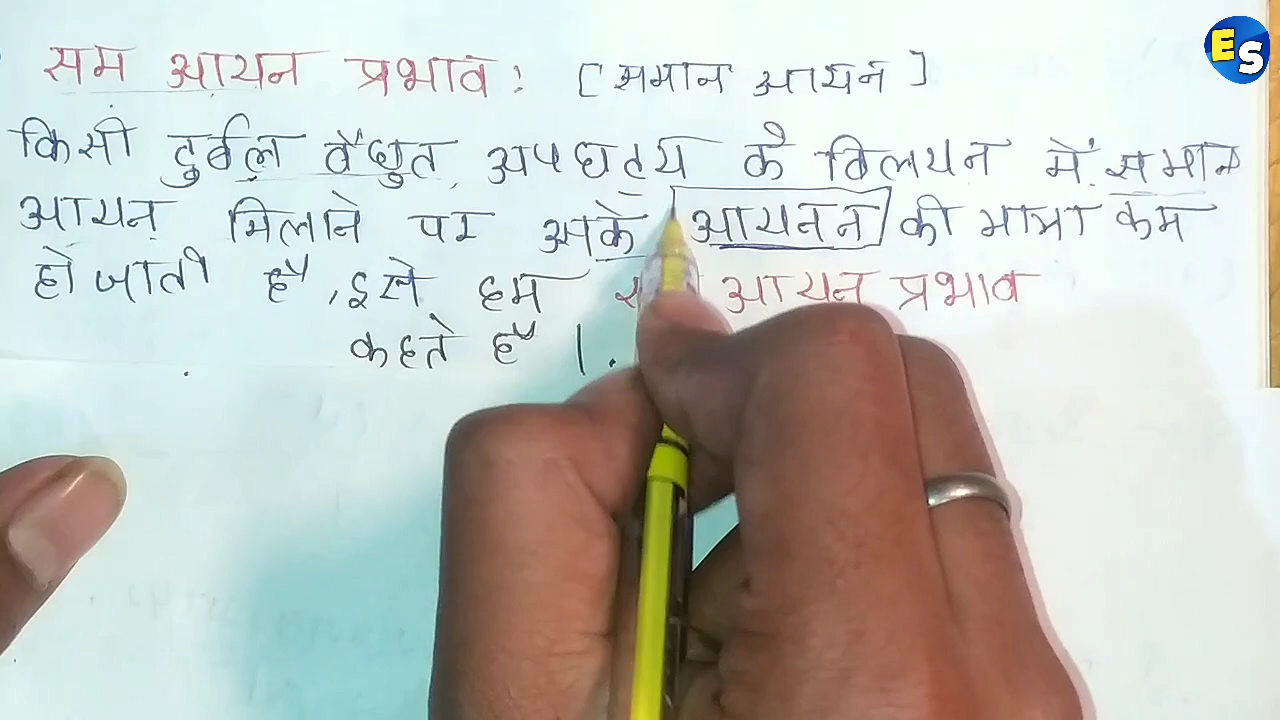 सम आयन प्रभाव : [समान आयन]
किसी दुर्बल वैद्युत अपघटय के विलयन में समान
आयन मिलाने पर उसके आयनन की मात्रा कम
हो जाती है , इसे हम आयन प्रभाव
कहते हैं |.
ES